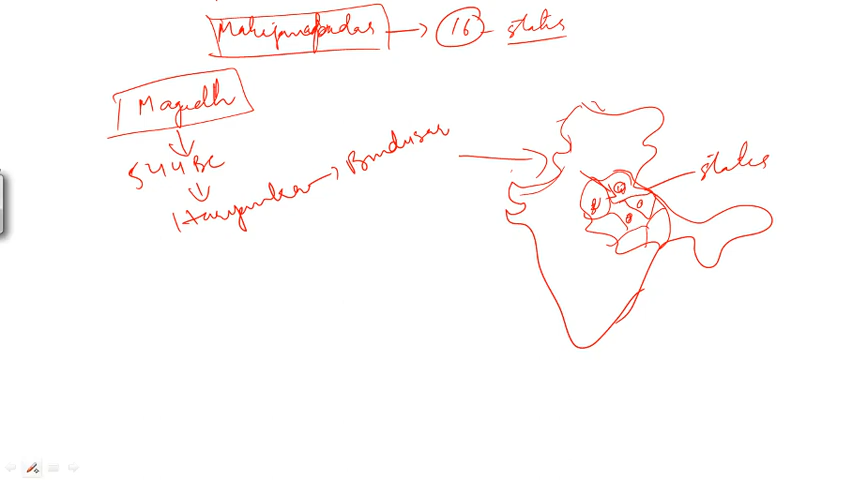 Mahajanapadas → 16 - states
Magadh
544 BC
Haryanka → Bindusar
states